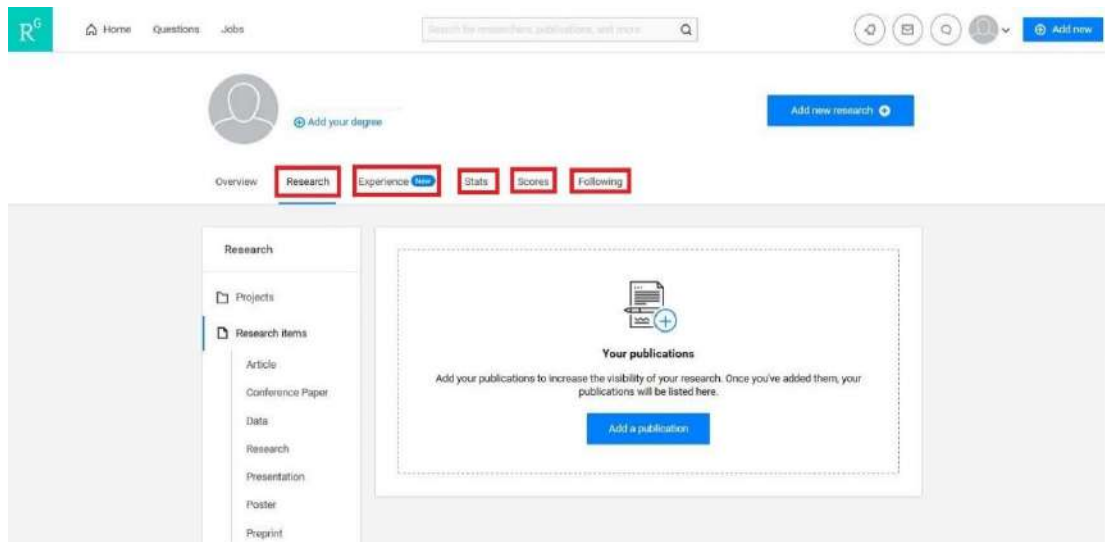 RG
Home Questions Jobs
Search for researchers, publications, and more
Add new
Add your degree
Add new research
Overview Research Experience New Stats Scores Following
Research
Projects
Research items
Article
Conference Paper
Data
Research
Presentation
Poster
Preprint
Your publications
Add your publications to increase the visibility of your research. Once you've added them, your
publications will be listed here.
Add a publication